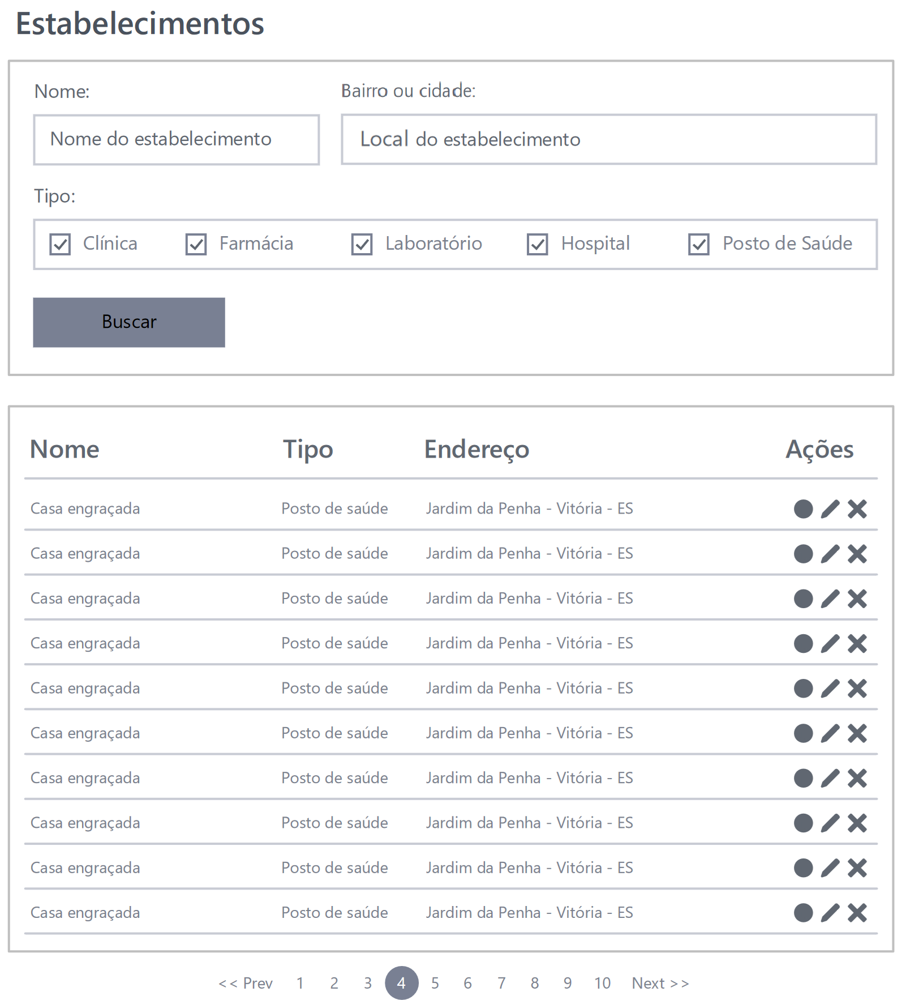 Estabelecimentos
Nome: Bairro ou cidade:
Nome do estabelecimento Local do estabelecimento
Tipo:
Clínica Farmácia Laboratório Hospital Posto de Saúde
Buscar
Nome Tipo Endereço Ações
Casa engraçada Posto de saúde Jardim da Penha - Vitória - ES
Casa engraçada Posto de saúde Jardim da Penha - Vitória - ES
Casa engraçada Posto de saúde Jardim da Penha - Vitória - ES
Casa engraçada Posto de saúde Jardim da Penha - Vitória - ES
Casa engraçada Posto de saúde Jardim da Penha - Vitória - ES
Casa engraçada Posto de saúde Jardim da Penha - Vitória - ES
Casa engraçada Posto de saúde Jardim da Penha - Vitória - ES
Casa engraçada Posto de saúde Jardim da Penha - Vitória - ES
Casa engraçada Posto de saúde Jardim da Penha - Vitória - ES
Casa engraçada Posto de saúde Jardim da Penha - Vitória - ES
<< Prev 1 2 3 4 5 6 7 8 9 10 Next >>